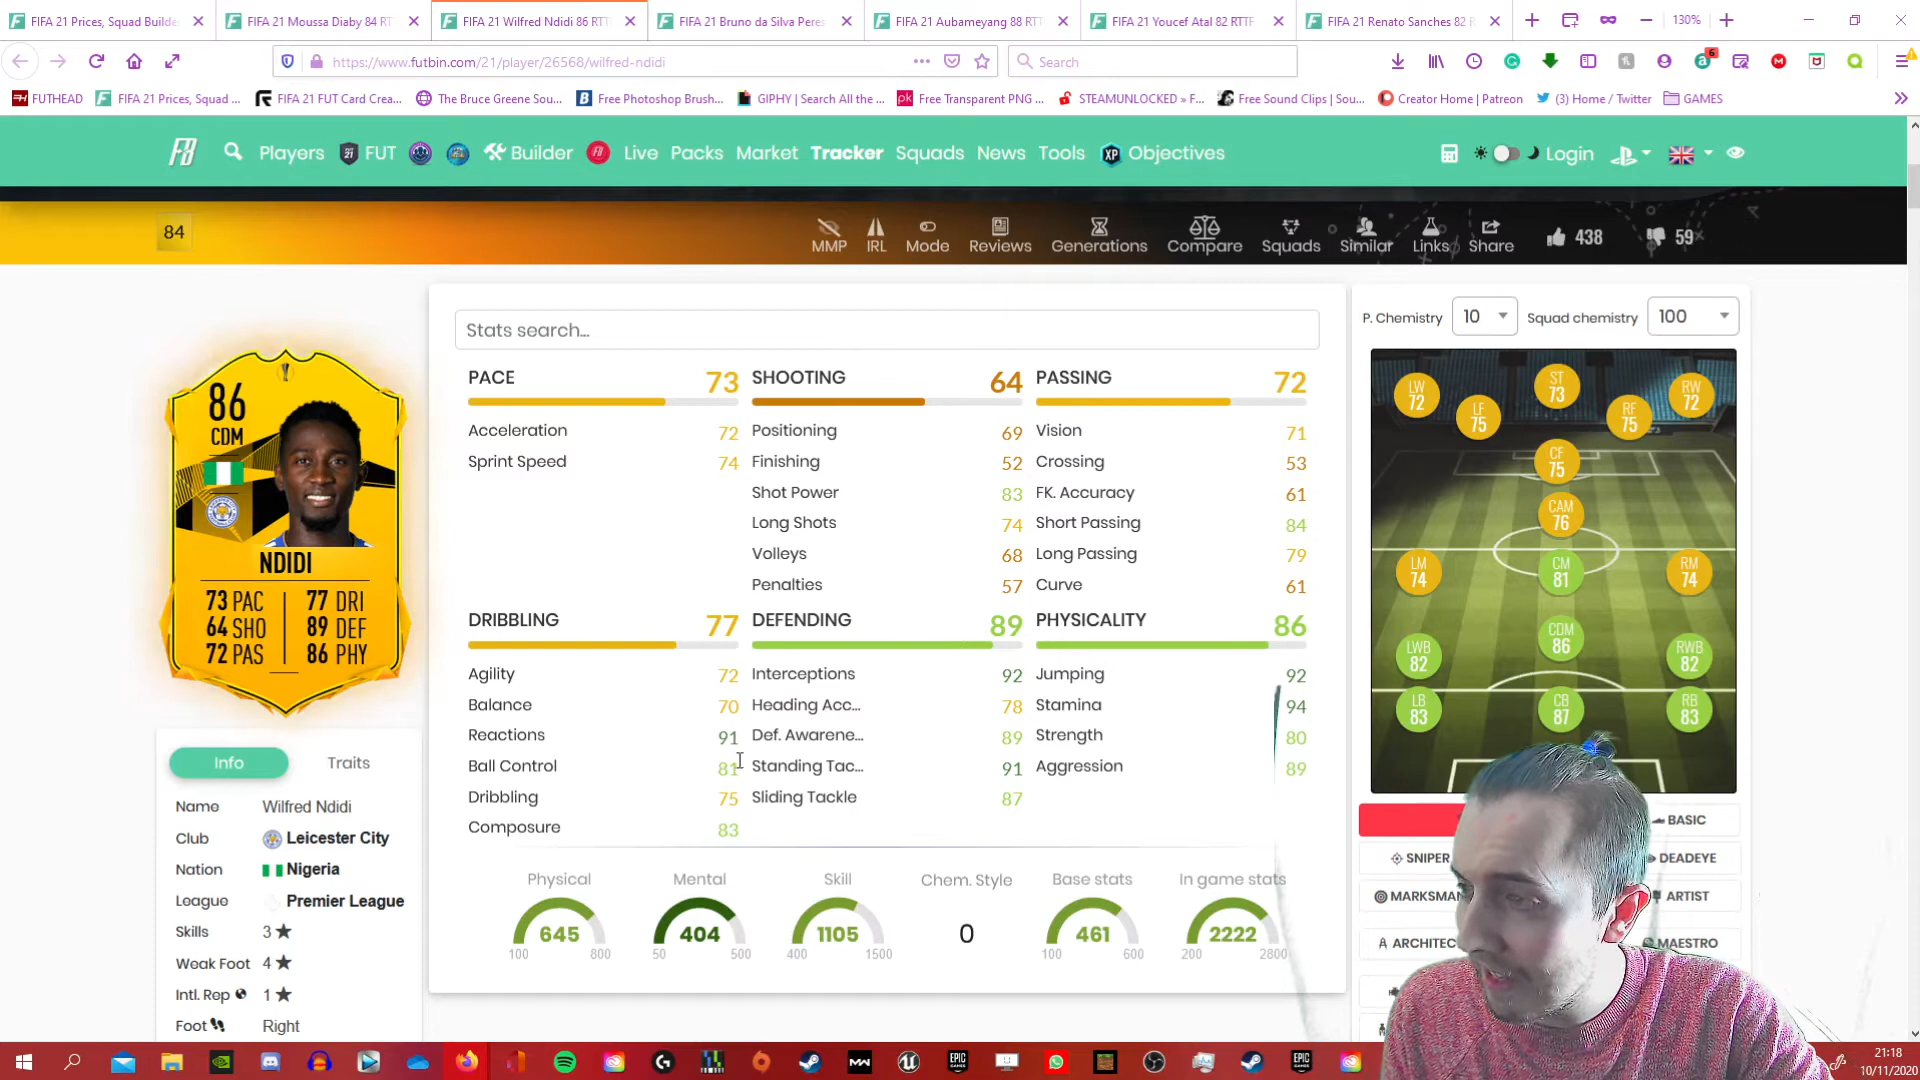 FIFA 21 Prices, Squad Builder
FIFA 21 Moussa Diaby 84 RTT
FIFA 21 Wilfred Ndidi 86 RTT
FIFA 21 Bruno da Silva Peres
FIFA 21 Aubameyang 88 RTT
FIFA 21 Youcef Atal 82 RTTF
FIFA 21 Renato Sanches 82 R
130%
https://www.futbin.com/21/player/26568/wilfred-ndidi
Search
6
FUTHEAD
FIFA 21 Prices, Squad ...
FIFA 21 FUT Card Crea...
The Bruce Greene Sou...
Free Photoshop Brush...
GIPHY | Search All the ...
Free Transparent PNG ...
STEAMUNLOCKED » F...
Free Sound Clips | Sou...
Creator Home | Patreon
(3) Home / Twitter
GAMES
Players
FUT
Builder
Live
Packs
Market
Tracker
Squads
News
Tools
XP Objectives
Login
84
MMP
IRL
Mode
Reviews
Generations
Compare
Squads
Similar
Links
Share
438
59
86
CDM
NDIDI
73 PAC
77 DRI
64 SHO
89 DEF
72 PAS
86 PHY
Stats search...
PACE 73
Acceleration 72
Sprint Speed 74
SHOOTING 64
Positioning 69
Finishing 52
Shot Power 83
Long Shots 74
Volleys 68
Penalties 57
PASSING 72
Vision 71
Crossing 53
FK. Accuracy 61
Short Passing 84
Long Passing 79
Curve 61
DRIBBLING 77
Agility 72
Balance 70
Reactions 91
Ball Control 81
Dribbling 75
Composure 83
DEFENDING 89
Interceptions 92
Heading Acc... 78
Def. Awarene... 89
Standing Tac... 91
Sliding Tackle 87
PHYSICALITY 86
Jumping 92
Stamina 94
Strength 80
Aggression 89
Physical
645
100 800
Mental
404
50 500
Skill
1105
400 1500
Chem. Style
0
Base stats
461
100 600
In game stats
2222
200 2800
Info
Traits
Name Wilfred Ndidi
Club Leicester City
Nation Nigeria
League Premier League
Skills 3
Weak Foot 4
Intl. Rep 1
Foot Right
P. Chemistry 10
Squad chemistry 100
LW 72
ST 73
RW 72
LF 75
RF 75
CF 75
CAM 76
LM 74
CM 81
RM 74
LWB 82
CDM 86
RWB 82
LB 83
CB 87
RB 83
BASIC
SNIPER
DEADEYE
MARKSMA
ARTIST
ARCHITEC
MAESTRO
21:18
10/11/2020